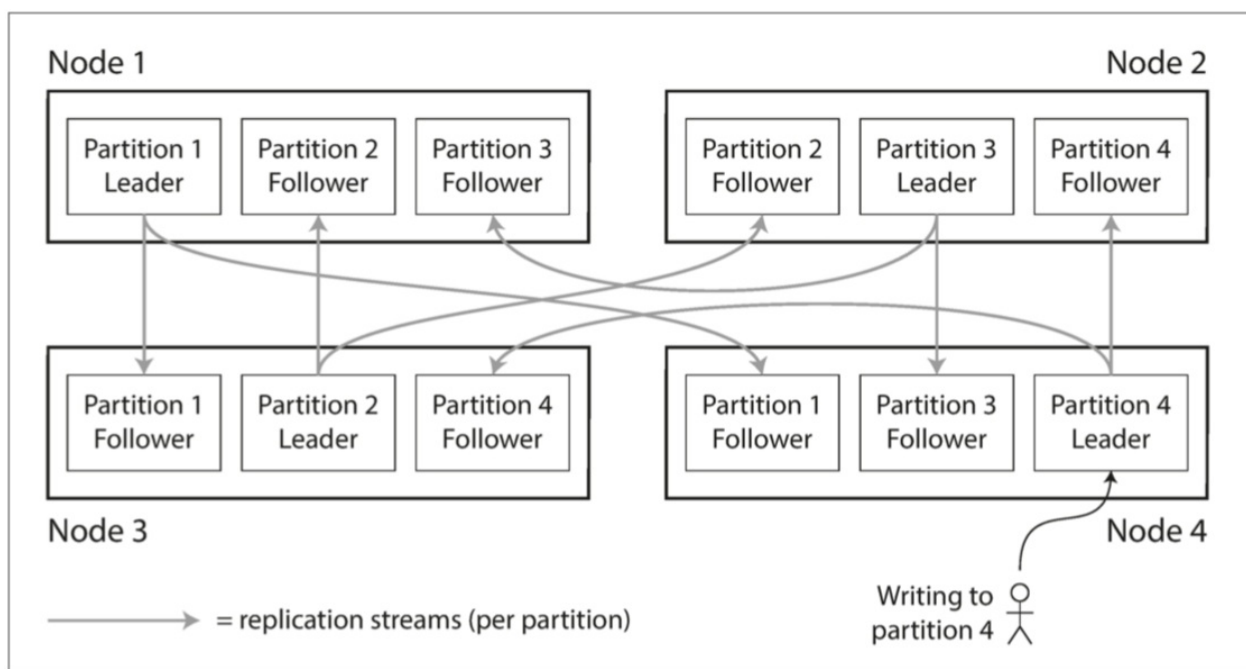 Node 1
Node 2
Partition 1
Leader
Partition 2
Follower
Partition 3
Follower
Partition 2
Follower
Partition 3
Leader
Partition 4
Follower
Partition 1
Follower
Partition 2
Leader
Partition 4
Follower
Partition 1
Follower
Partition 3
Follower
Partition 4
Leader
Node 3
Node 4
= replication streams (per partition)
Writing to
partition 4